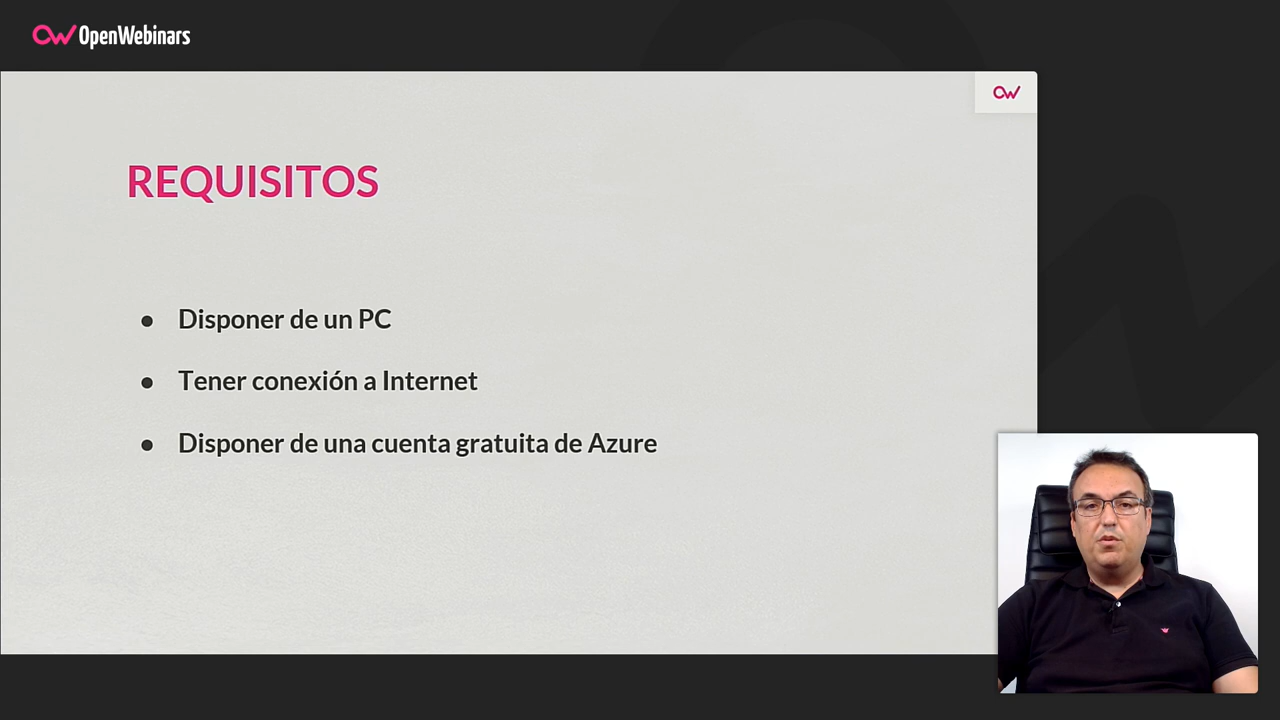 OpenWebinars
REQUISITOS
● Disponer de un PC
● Tener conexión a Internet
● Disponer de una cuenta gratuita de Azure